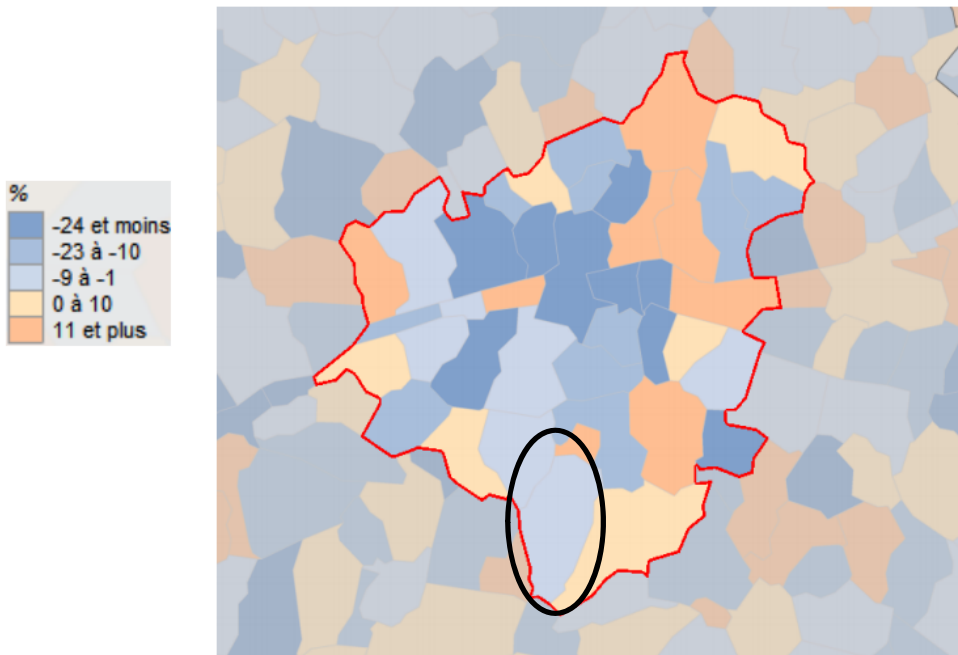 %
-24 et moins
-23 à -10
-9 à -1
0 à 10
11 et plus